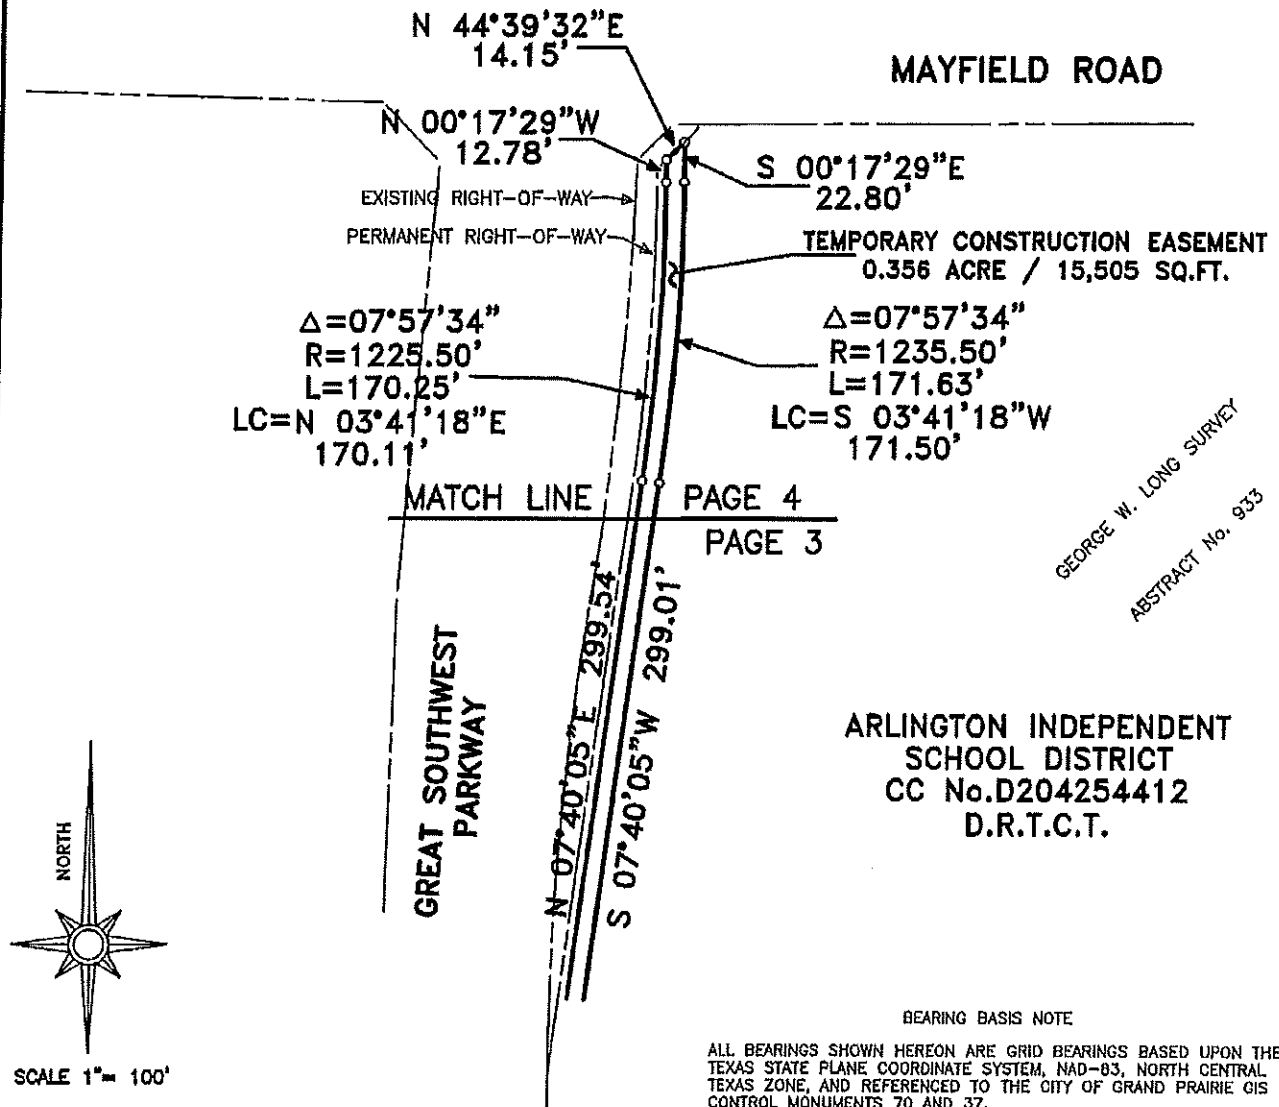 N 44°39'32"E
14.15'
MAYFIELD ROAD
N 00°17'29"W
12.78'
S 00°17'29"E
22.80'
EXISTING RIGHT-OF-WAY
PERMANENT RIGHT-OF-WAY
TEMPORARY CONSTRUCTION EASEMENT
0.356 ACRE / 15,505 SQ.FT.
△=07°57'34"
R=1225.50'
L=170.25'
LC=N 03°41'18"E
170.11'
△=07°57'34"
R=1235.50'
L=171.63'
LC=S 03°41'18"W
171.50'
GEORGE W. LONG SURVEY
ABSTRACT No. 933
MATCH LINE PAGE 4
PAGE 3
N 07°40'05"E 299.54'
S 07°40'05"W 299.01'
GREAT SOUTHWEST
PARKWAY
ARLINGTON INDEPENDENT
SCHOOL DISTRICT
CC No.D204254412
D.R.T.C.T.
NORTH
SCALE 1"= 100'
BEARING BASIS NOTE
ALL BEARINGS SHOWN HEREON ARE GRID BEARINGS BASED UPON THE
TEXAS STATE PLANE COORDINATE SYSTEM, NAD-83, NORTH CENTRAL
TEXAS ZONE, AND REFERENCED TO THE CITY OF GRAND PRAIRIE GIS
CONTROL MONUMENTS 70 AND 37.